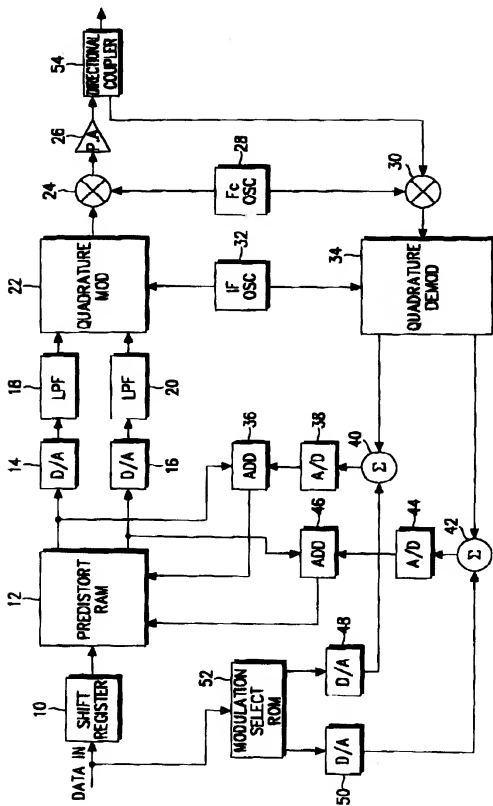 DATA IN
10
SHIFT
REGISTER
12
PREDISTORT
RAM
14
D/A
16
D/A
18
LPF
20
LPF
22
QUADRATURE
MOD
24
26
P.A
54
DIRECTIONAL
COUPLER
28
Fc
OSC
30
32
IF
OSC
34
QUADRATURE
DEMOD
36
ADD
38
A/D
40
Σ
46
ADD
44
A/D
42
Σ
52
MODULATION
SELECT
ROM
48
D/A
50
D/A